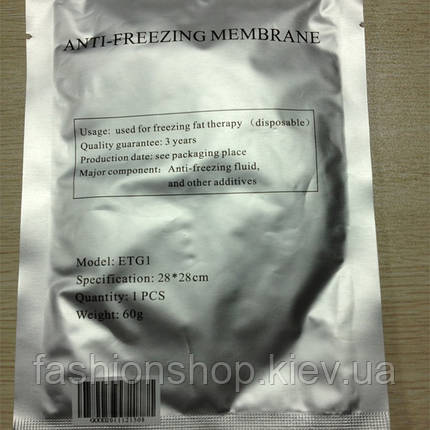 ANTI-FREEZING MEMBRANE
Usage: used for freezing fat therapy （disposable）
Quality guarantee: 3 years
Production date: see packaging place
Major component: Anti-freezing fluid,
and other additives
Model: ETG1
Specification: 28*28cm
Quantity: 1 PCS
Weight: 60g
fashionshop.kiev.ua